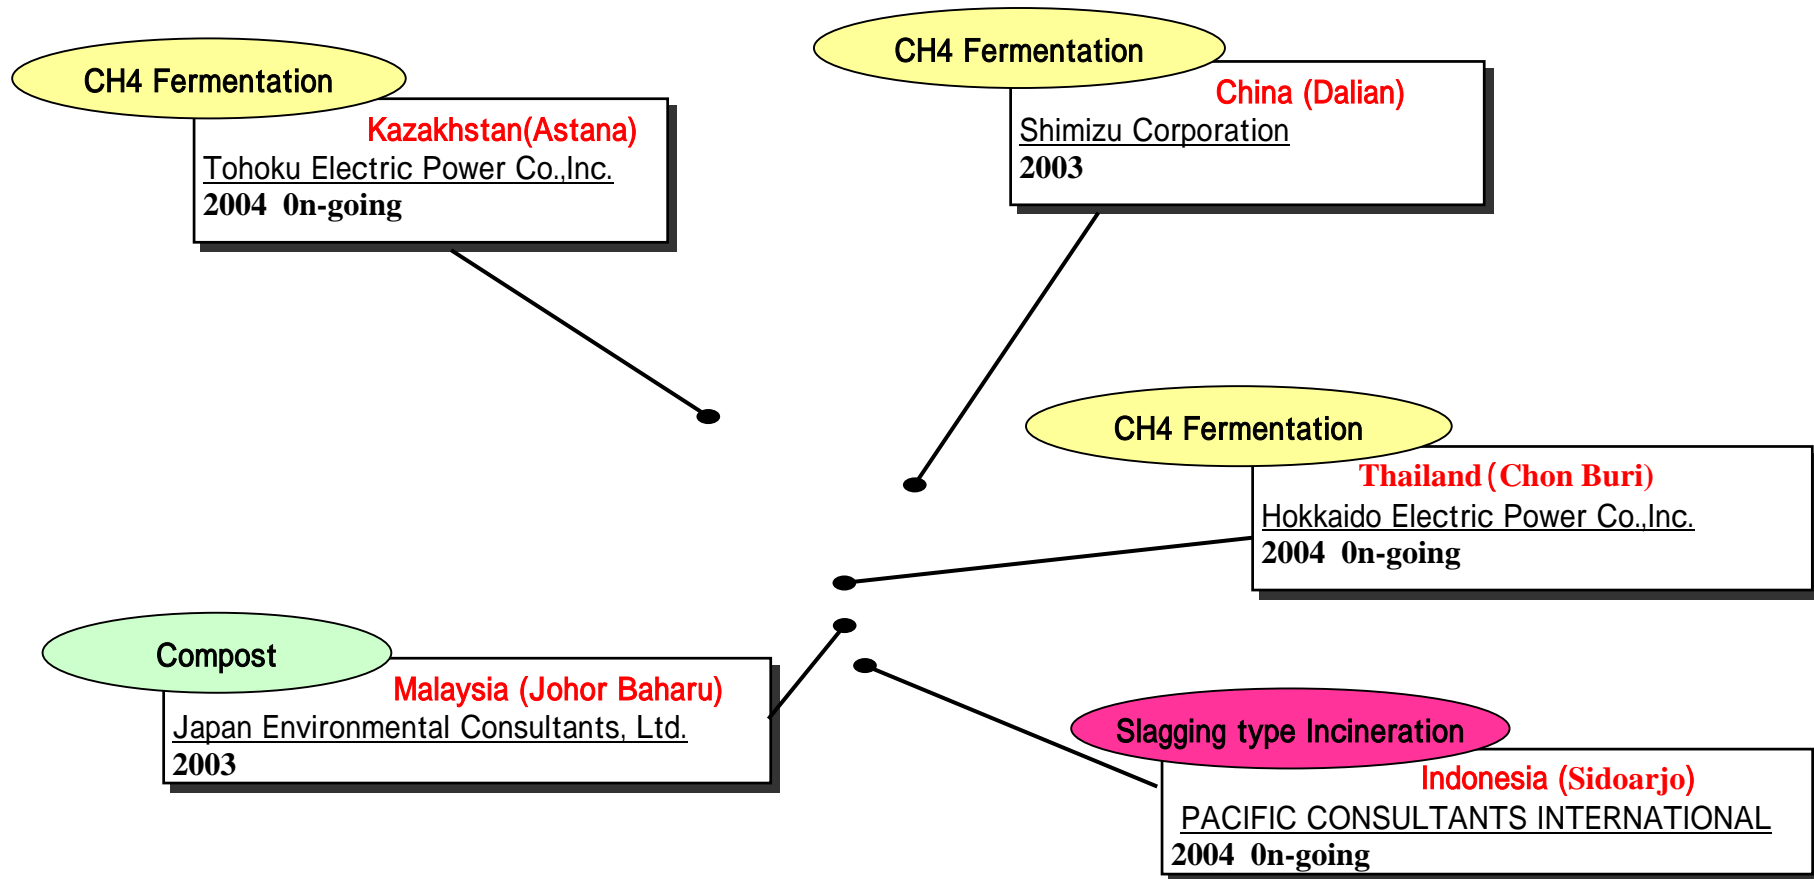 CH4 Fermentation
Kazakhstan(Astana)
Tohoku Electric Power Co.,Inc.
2004 0n-going
CH4 Fermentation
China (Dalian)
Shimizu Corporation
2003
CH4 Fermentation
Thailand (Chon Buri)
Hokkaido Electric Power Co.,Inc.
2004 0n-going
Compost
Malaysia (Johor Baharu)
Japan Environmental Consultants, Ltd.
2003
Slagging type Incineration
Indonesia (Sidoarjo)
PACIFIC CONSULTANTS INTERNATIONAL
2004 0n-going